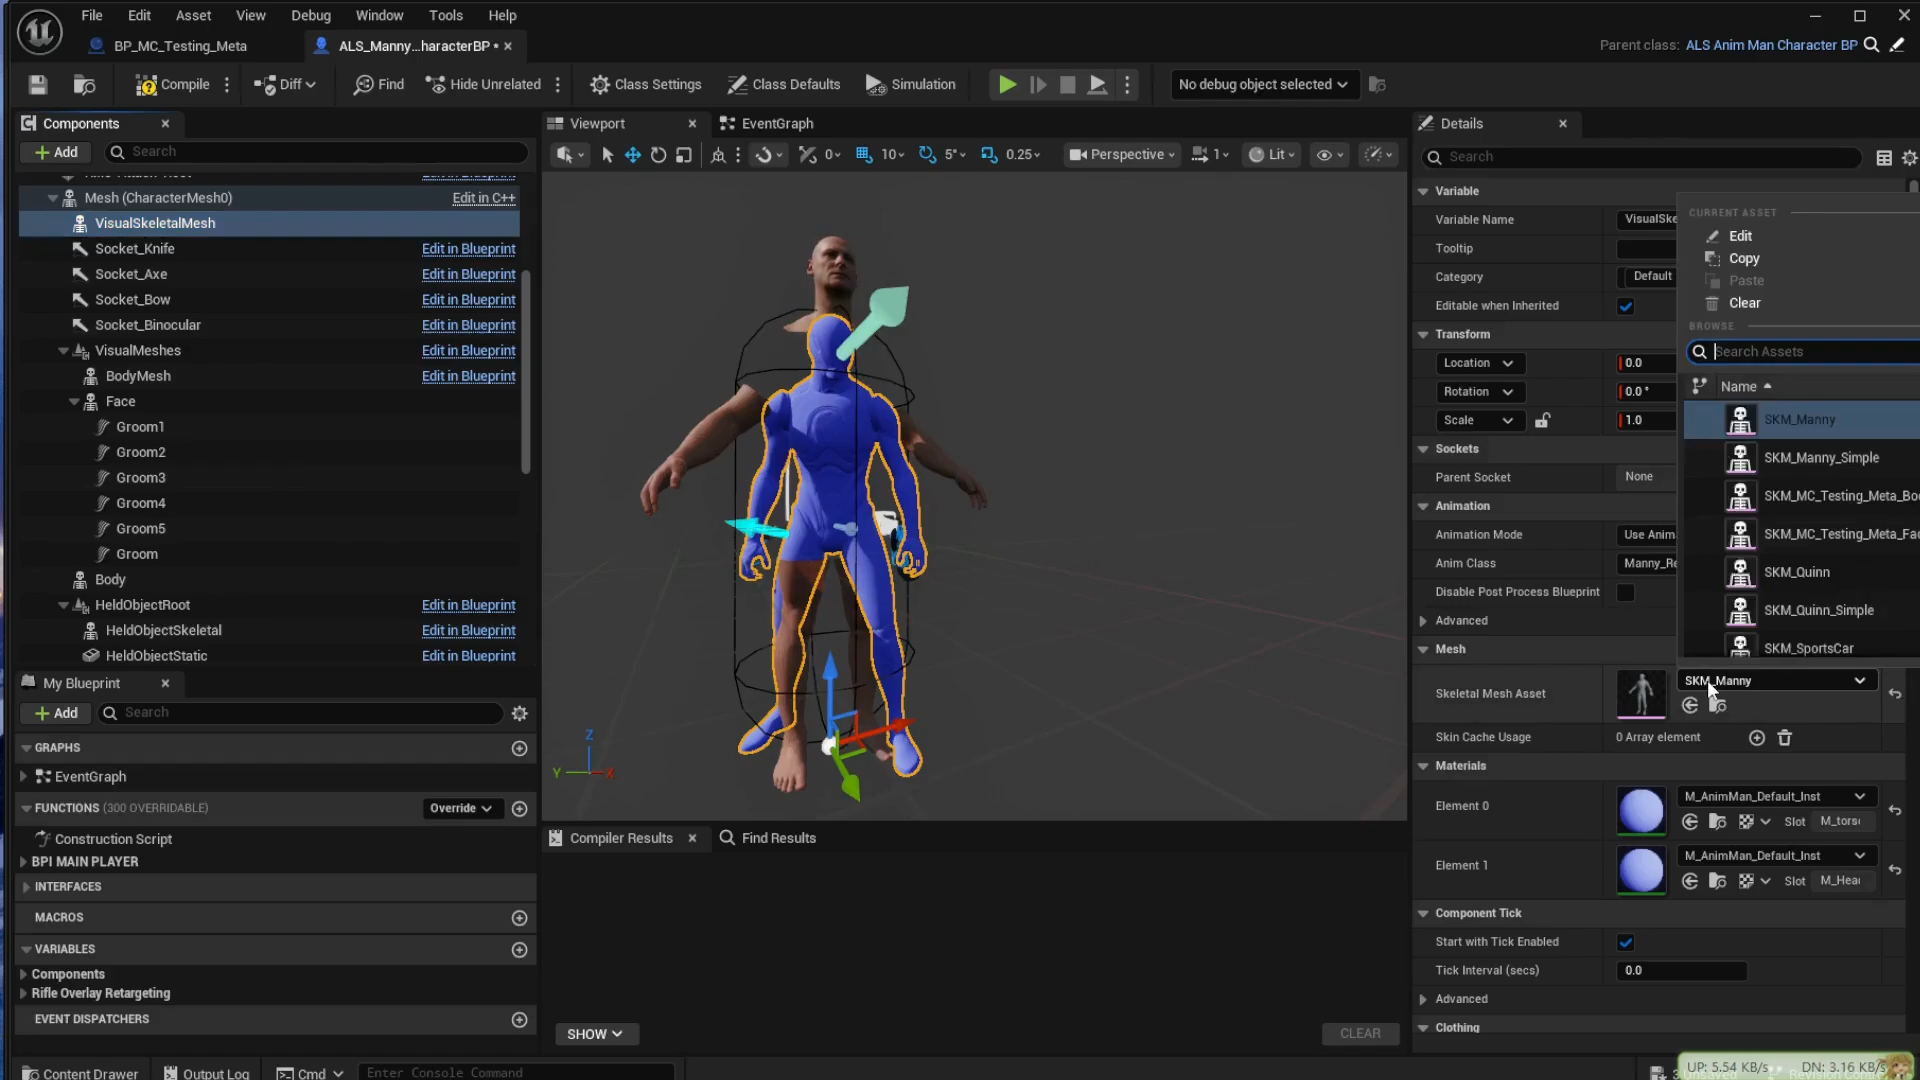 File Edit Asset View Debug Window Tools Help
BP_MC_Testing_Meta
ALS_Manny...haracterBP •
Parent class: ALS Anim Man Character BP
Compile
Diff
Find
Hide Unrelated
Class Settings
Class Defaults
Simulation
No debug object selected
Components
Add
Search
Mesh (CharacterMesh0) Edit in C++
VisualSkeletalMesh
Socket_Knife Edit in Blueprint
Socket_Axe Edit in Blueprint
Socket_Bow Edit in Blueprint
Socket_Binocular Edit in Blueprint
VisualMeshes Edit in Blueprint
BodyMesh Edit in Blueprint
Face
Groom1
Groom2
Groom3
Groom4
Groom5
Groom
Body
HeldObjectRoot Edit in Blueprint
HeldObjectSkeletal Edit in Blueprint
HeldObjectStatic Edit in Blueprint
My Blueprint
Add
Search
GRAPHS
EventGraph
FUNCTIONS (300 OVERRIDABLE) Override
Construction Script
BPI MAIN PLAYER
INTERFACES
MACROS
VARIABLES
Components
Rifle Overlay Retargeting
EVENT DISPATCHERS
Viewport
EventGraph
0 10 5° 0.25 Perspective 1 Lit
Z
Y X
Compiler Results
Find Results
SHOW
CLEAR
Details
Search
Variable
Variable Name VisualSke
Tooltip
Category Default
Editable when Inherited
Transform
Location 0.0
Rotation 0.0 °
Scale 1.0
Sockets
Parent Socket None
Animation
Animation Mode Use Anim
Anim Class Manny_Re
Disable Post Process Blueprint
Advanced
Mesh
Skeletal Mesh Asset SKM_Manny
Skin Cache Usage 0 Array element
Materials
Element 0 M_AnimMan_Default_Inst
Slot M_torso
Element 1 M_AnimMan_Default_Inst
Slot M_Head
Component Tick
Start with Tick Enabled
Tick Interval (secs) 0.0
Advanced
Clothing
CURRENT ASSET
Edit
Copy
Paste
Clear
BROWSE
Search Assets
Name
SKM_Manny
SKM_Manny_Simple
SKM_MC_Testing_Meta_Bo
SKM_MC_Testing_Meta_Fa
SKM_Quinn
SKM_Quinn_Simple
SKM_SportsCar
Content Drawer
Output Log
Cmd
Enter Console Command
UP: 5.54 KB/s DN: 3.16 KB/s